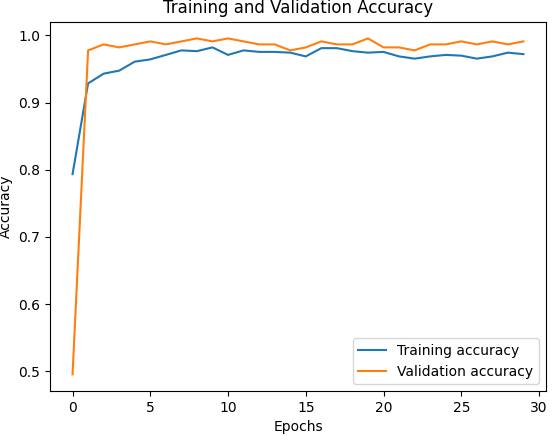 Training and Validation Accuracy
1.0
0.9
0.8
0.7
0.6
0.5
Accuracy
0 5 10 15 20 25 30
Epochs
Training accuracy
Validation accuracy